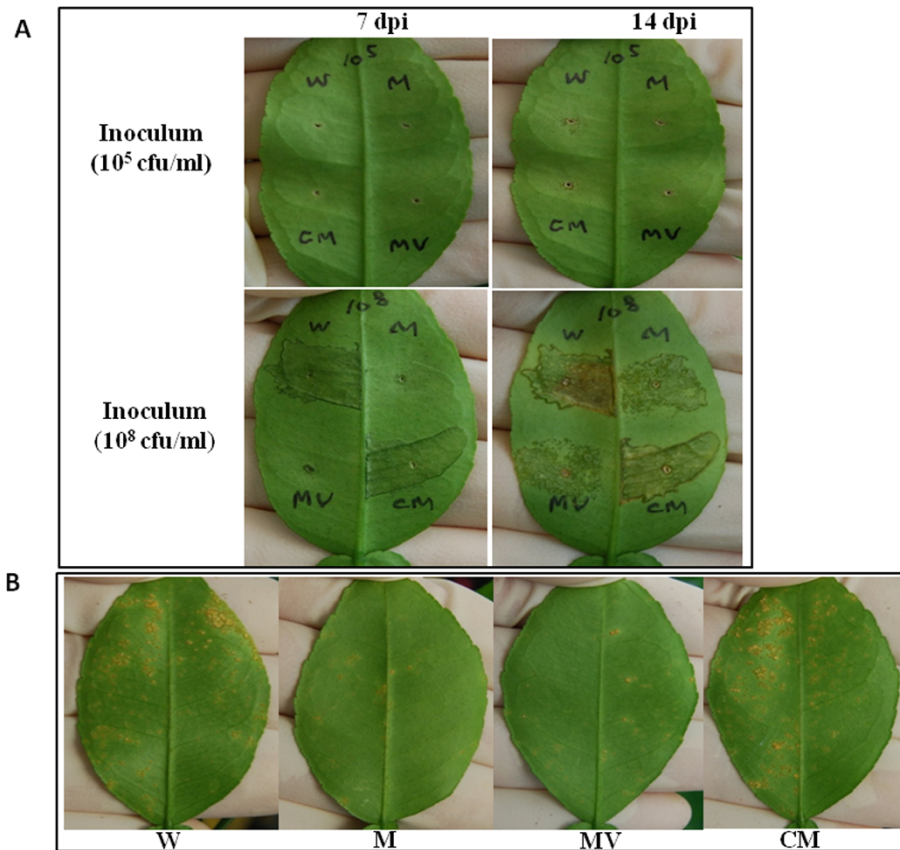 A
7 dpi 14 dpi
Inoculum
(10⁵ cfu/ml)
10⁵ 10⁵
W M W M
CM MV CM MV
Inoculum
(10⁸ cfu/ml)
10⁸ 10⁸
W M W M
MV CM MV CM
B
W M MV CM